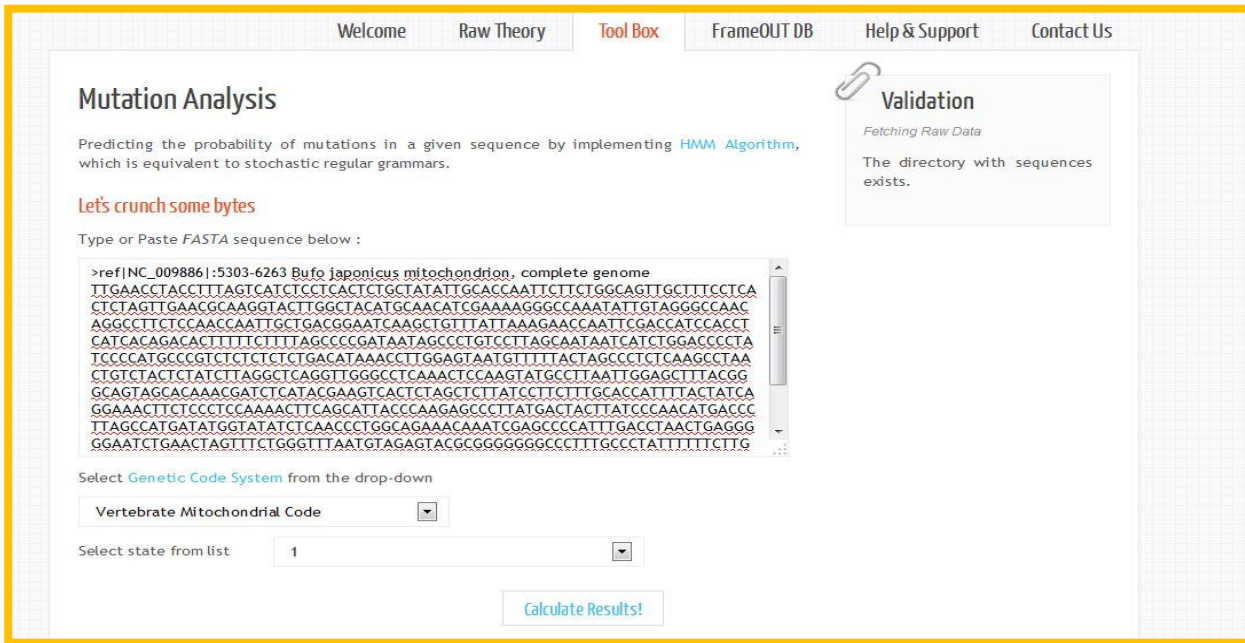 Welcome Raw Theory Tool Box FrameOUT DB Help & Support Contact Us
Mutation Analysis
Predicting the probability of mutations in a given sequence by implementing HMM Algorithm,
which is equivalent to stochastic regular grammars.
Let's crunch some bytes
Type or Paste FASTA sequence below :
>ref|NC_009886|:5303-6263 Bufo japonicus mitochondrion, complete genome
TTGAACCTACCTTTAGTCATCTCCTCACTCTGCTATATTGCACCAATTCTTCTGGCAGTTGCTTTCCTCA
CTCTAGTTGAACGCAAGGTACTTGGCTACATGCAACATCGAAAAGGGCCAAATATTGTAGGGCCAAC
AGGCCTTCTCCAACCAATTGCTGACGGAATCAAGCTGTTTATTAAAGAACCAATTCGACCATCCACCT
CATCACAGACACTTTTTCTTTTAGCCCCGATAATAGCCCTGTCCTTAGCAATAATCATCTGGACCCCTA
TCCCCATGCCCGTCTCTCTCTCTGACATAAACCTTGGAGTAATGTTTTTACTAGCCCTCTCAAGCCTAA
CTGTCTACTCTATCTTAGGCTCAGGTTGGGCCTCAAACTCCAAGTATGCCTTAATTGGAGCTTTACGG
GCAGTAGCACAAACGATCTCATACGAAGTCACTCTAGCTCTTATCCTTCTTTGCACCATTTTACTATCA
GGAAACTTCTCCCTCCAAAACTTCAGCATTACCCAAGAGCCCTTATGACTACTTATCCCAACATGACCC
TTAGCCATGATATGGTATATCTCAACCCTGGCAGAAACAAATCGAGCCCCATTTGACCTAACTGAGGG
GGAATCTGAACTAGTTTCTGGGTTTAATGTAGAGTACGCGGGGGGGCCCTTTGCCCTATTTTTTCTTG
Select Genetic Code System from the drop-down
Vertebrate Mitochondrial Code
Select state from list 1
Calculate Results!
Validation
Fetching Raw Data
The directory with sequences
exists.